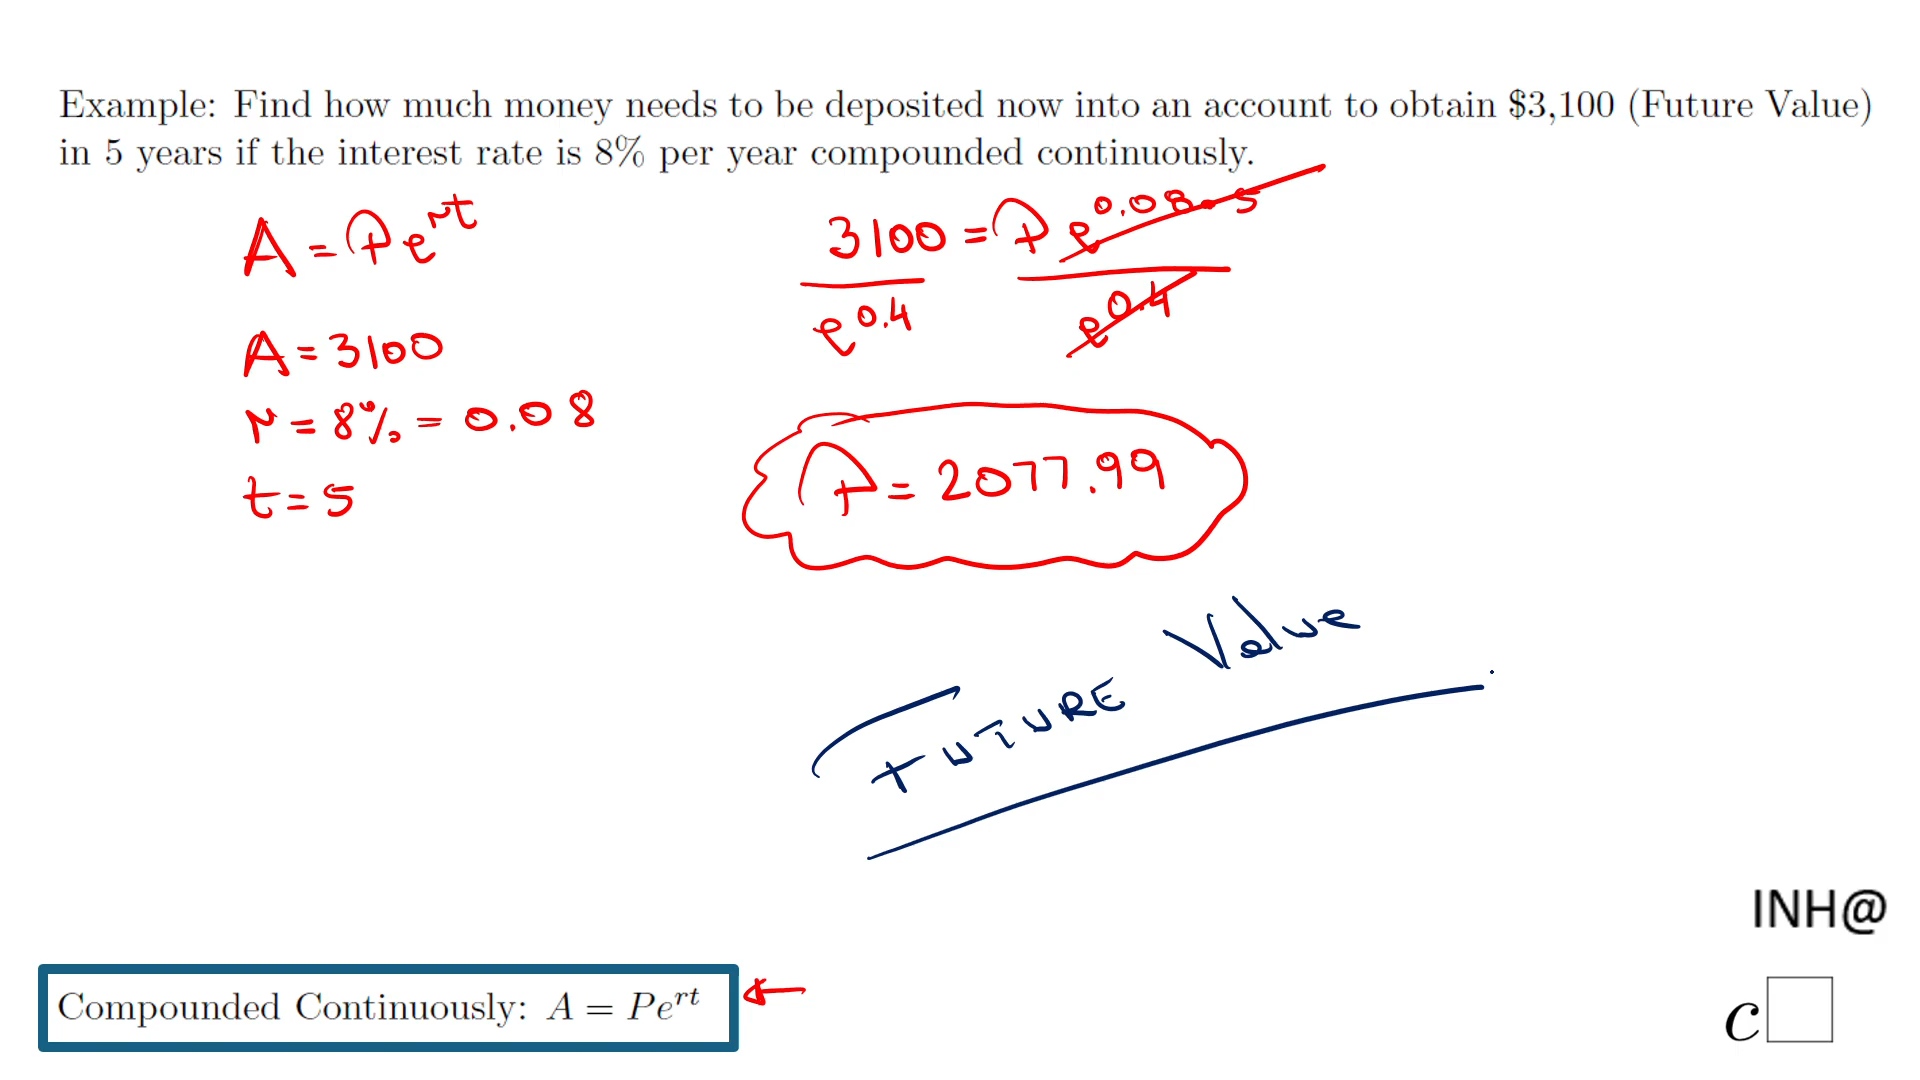 Example: Find how much money needs to be deposited now into an account to obtain $3,100 (Future Value)
in 5 years if the interest rate is 8% per year compounded continuously.
A = Pe^rt
A = 3100
r = 8% = 0.08
t = 5
3100 = P e^0.08·5
e^0.4 e^0.4
P = 2077.99
FUTURE Value
INH@
Compounded Continuously: A = Pe^rt
c